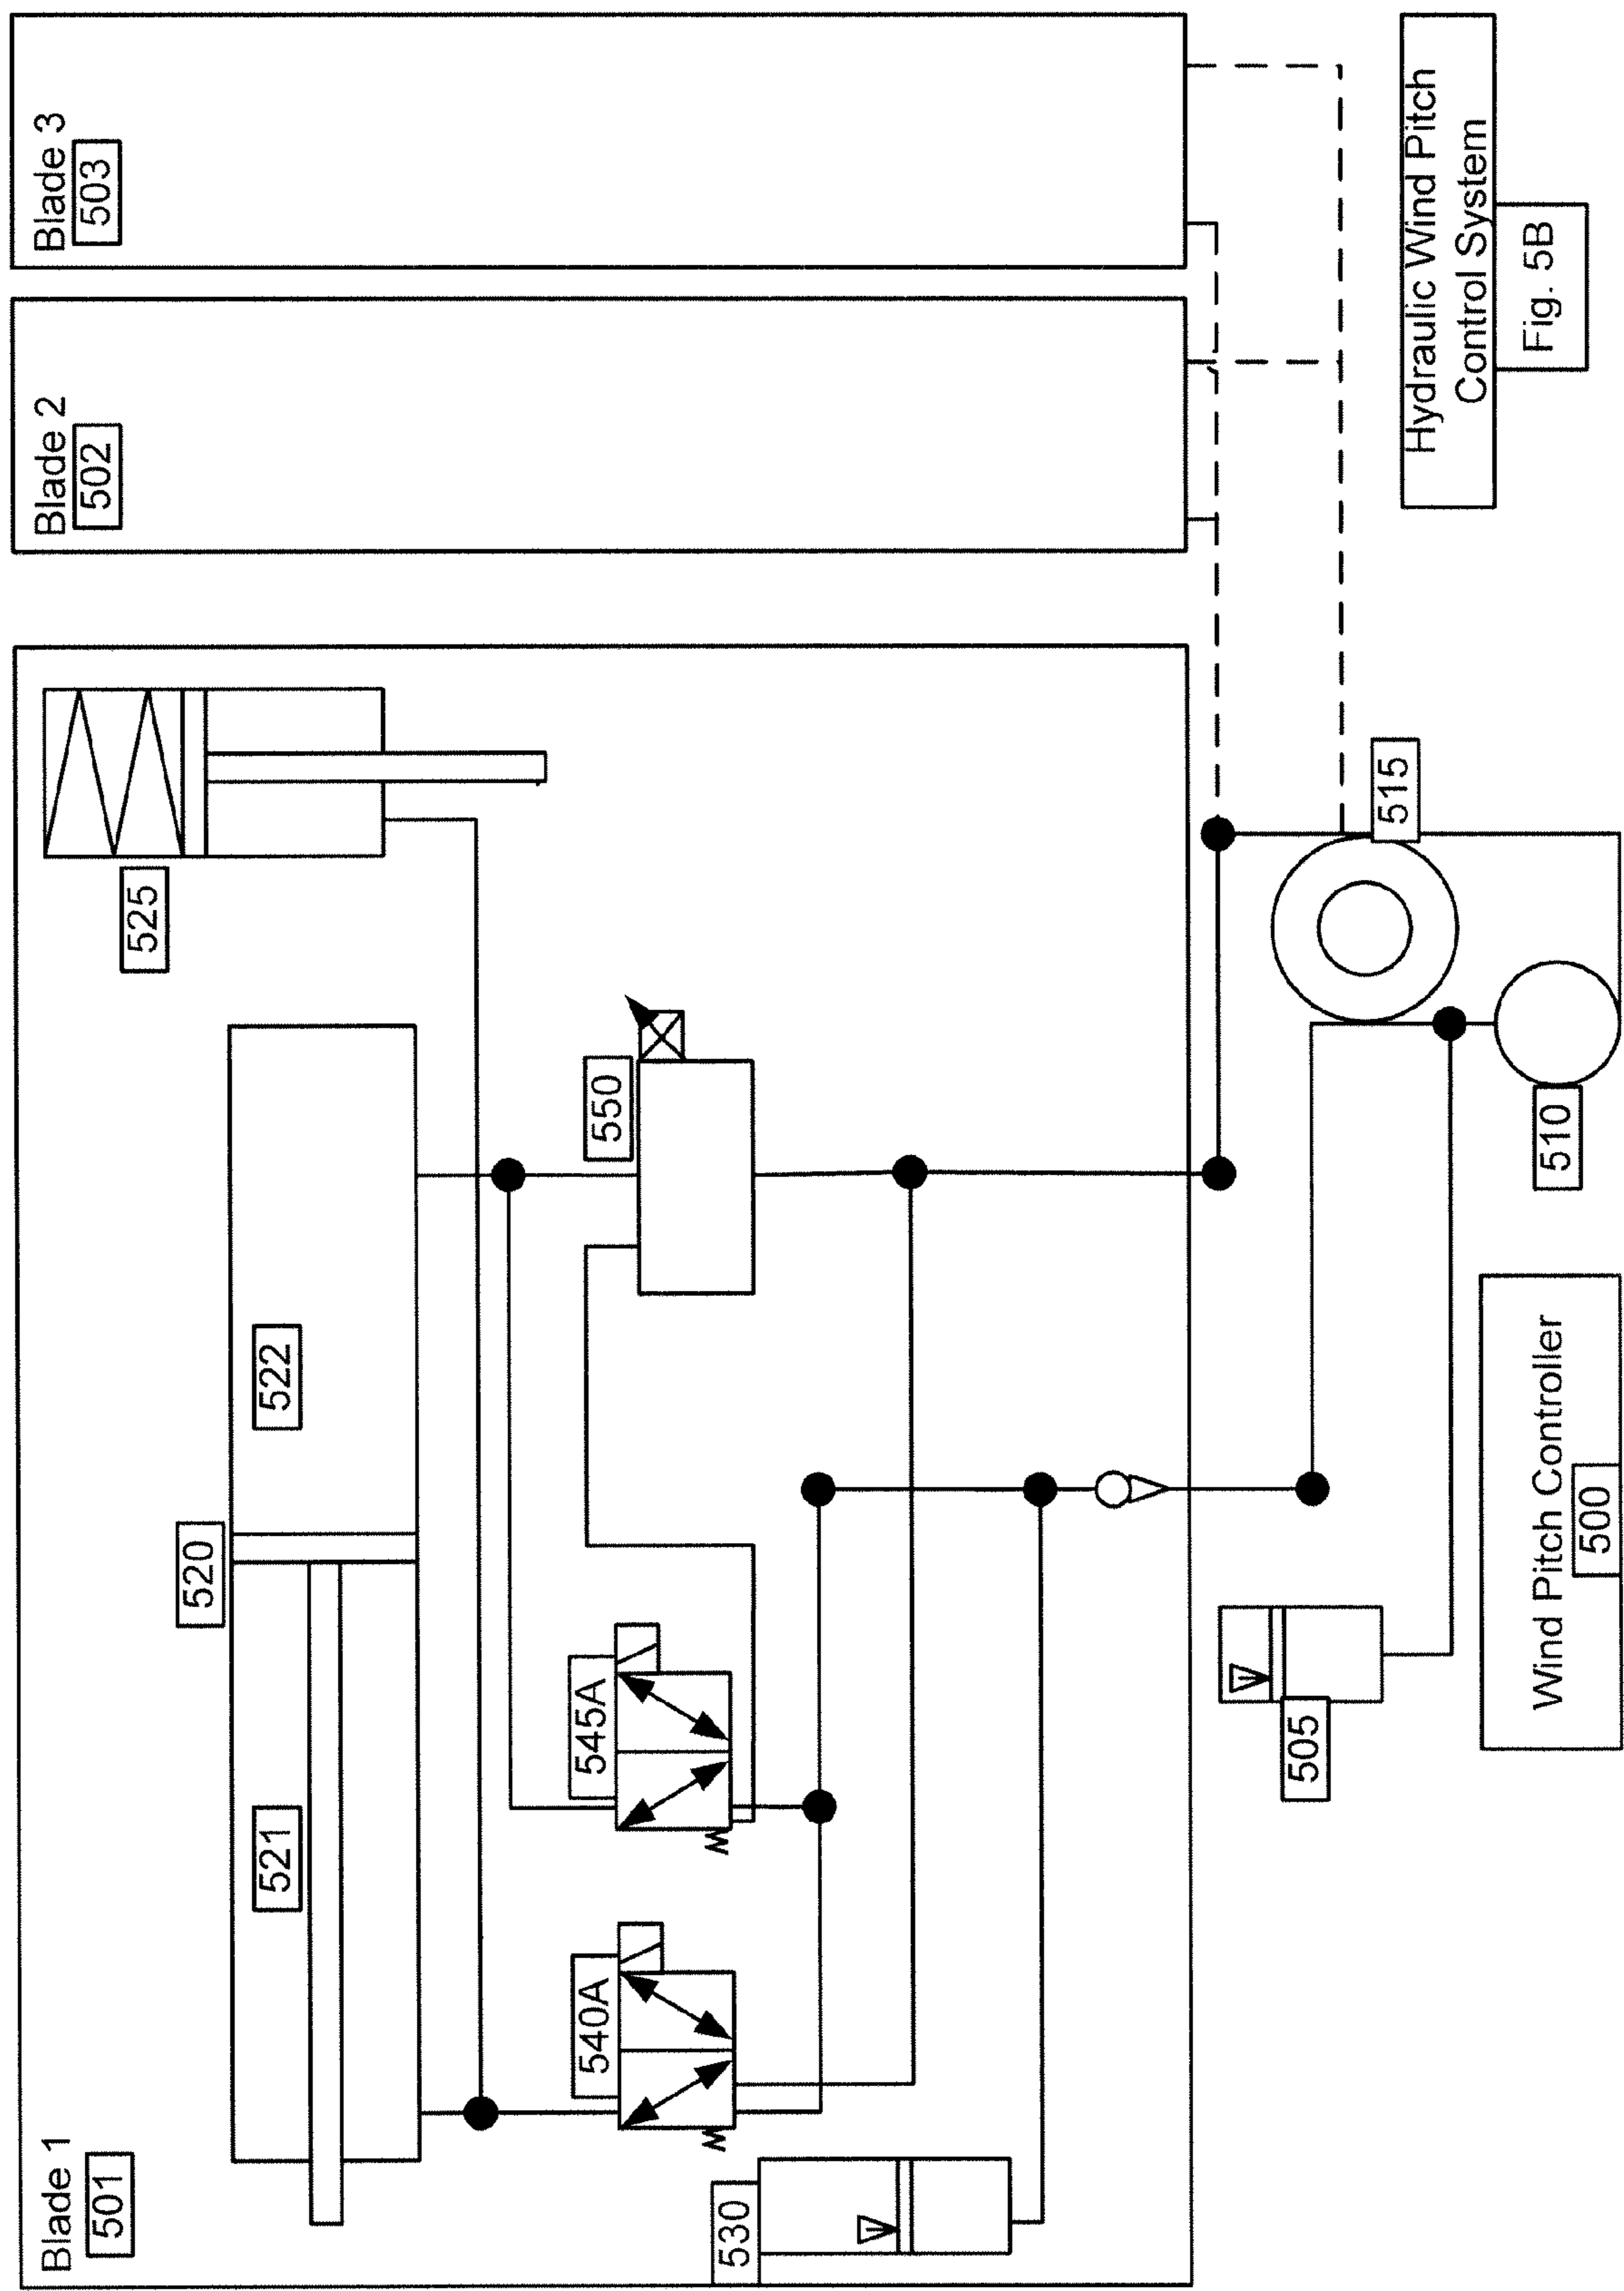 Blade 1
501
520
521
522
525
540A
545A
550
530
Blade 2
502
Blade 3
503
505
510
515
Wind Pitch Controller
500
Hydraulic Wind Pitch
Control System
Fig. 5B